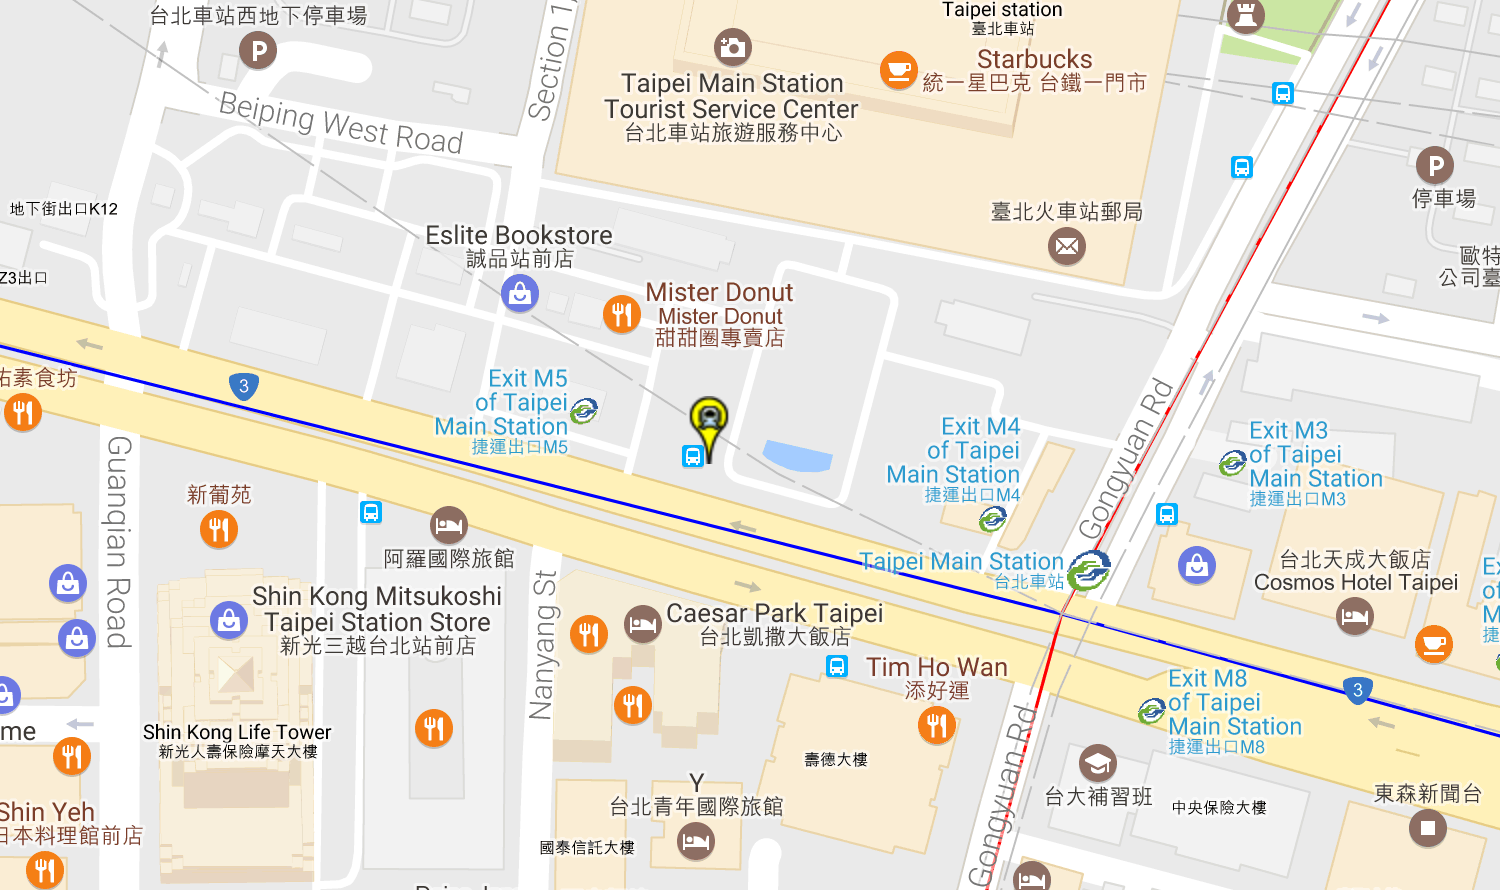 台北車站西地下停車場
Section 1,
Taipei station
臺北車站
Starbucks
統一星巴克 台鐵一門市
Taipei Main Station
Tourist Service Center
台北車站旅遊服務中心
Beiping West Road
P
P
停車場
地下街出口K12
臺北火車站郵局
Eslite Bookstore
誠品站前店
歐特
公司臺
Z3出口
Mister Donut
Mister Donut
甜甜圈專賣店
佑素食坊
3
Exit M5
of Taipei
Main Station
捷運出口M5
Gongyuan Rd
Exit M4
of Taipei
Main Station
捷運出口M4
Exit M3
of Taipei
Main Station
捷運出口M3
Guanqian Road
新葡苑
阿羅國際旅館
Taipei Main Station
台北車站
台北天成大飯店
Cosmos Hotel Taipei
Shin Kong Mitsukoshi
Taipei Station Store
新光三越台北站前店
Nanyang St
Caesar Park Taipei
台北凱撒大飯店
Tim Ho Wan
添好運
Exit M8
of Taipei
Main Station
捷運出口M8
3
me
Shin Kong Life Tower
新光人壽保險摩天大樓
Gongyuan Rd
壽德大樓
Y
台北青年國際旅館
台大補習班
中央保險大樓
東森新聞台
Shin Yeh
日本料理館前店
國泰信託大樓